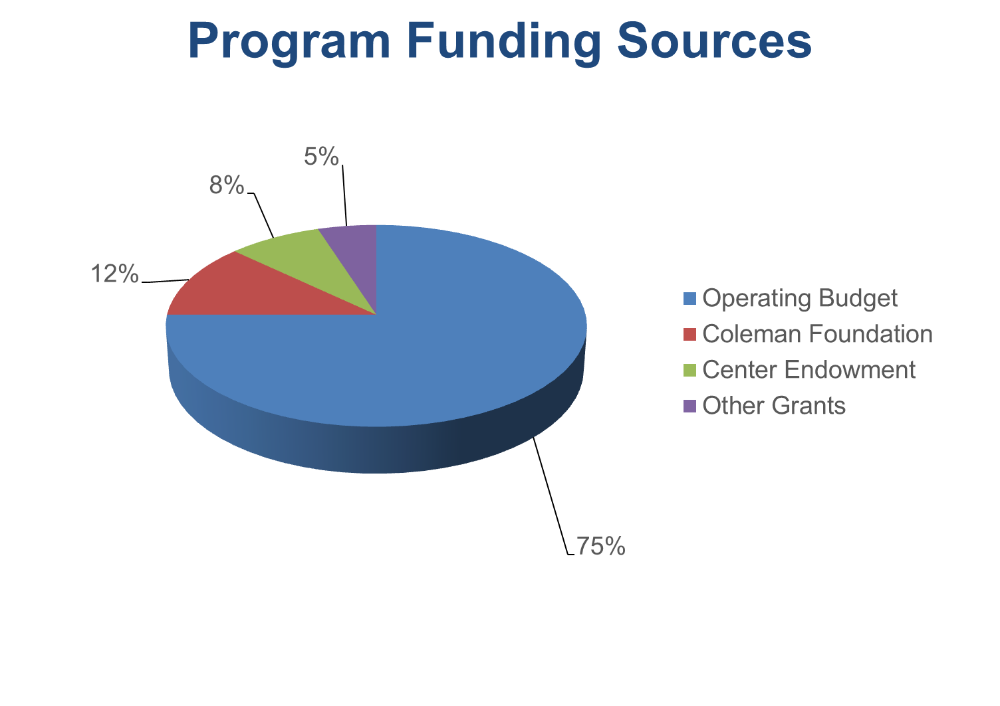 Program Funding Sources
5%
8%
12%
75%
Operating Budget
Coleman Foundation
Center Endowment
Other Grants